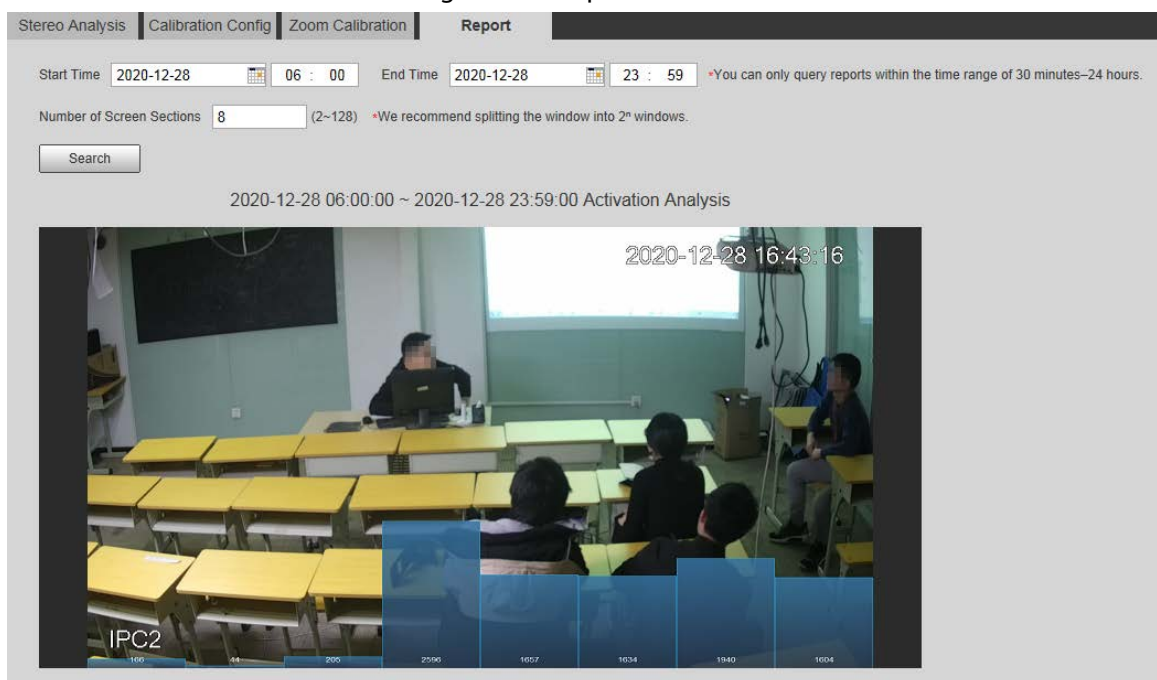 Stereo Analysis Calibration Config Zoom Calibration Report
Start Time 2020-12-28 06 : 00 End Time 2020-12-28 23 : 59 *You can only query reports within the time range of 30 minutes–24 hours.
Number of Screen Sections 8 (2~128) *We recommend splitting the window into 2ⁿ windows.
Search
2020-12-28 06:00:00 ~ 2020-12-28 23:59:00 Activation Analysis
2020-12-28 16:43:16
IPC2
166 44 205 2596 1657 1634 1940 1604